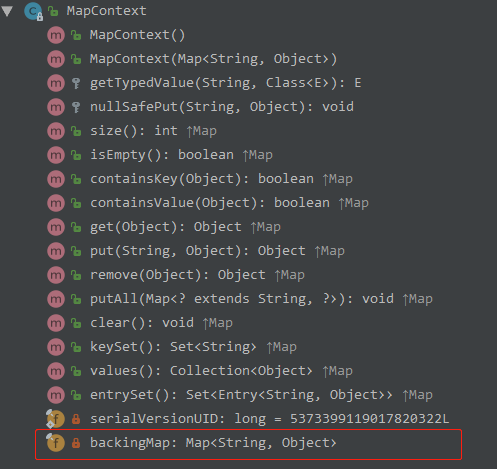 MapContext
MapContext()
MapContext(Map<String, Object>)
getTypedValue(String, Class<E>): E
nullSafePut(String, Object): void
size(): int ↑Map
isEmpty(): boolean ↑Map
containsKey(Object): boolean ↑Map
containsValue(Object): boolean ↑Map
get(Object): Object ↑Map
put(String, Object): Object ↑Map
remove(Object): Object ↑Map
putAll(Map<? extends String, ?>): void ↑Map
clear(): void ↑Map
keySet(): Set<String> ↑Map
values(): Collection<Object> ↑Map
entrySet(): Set<Entry<String, Object>> ↑Map
serialVersionUID: long = 5373399119017820322L
backingMap: Map<String, Object>